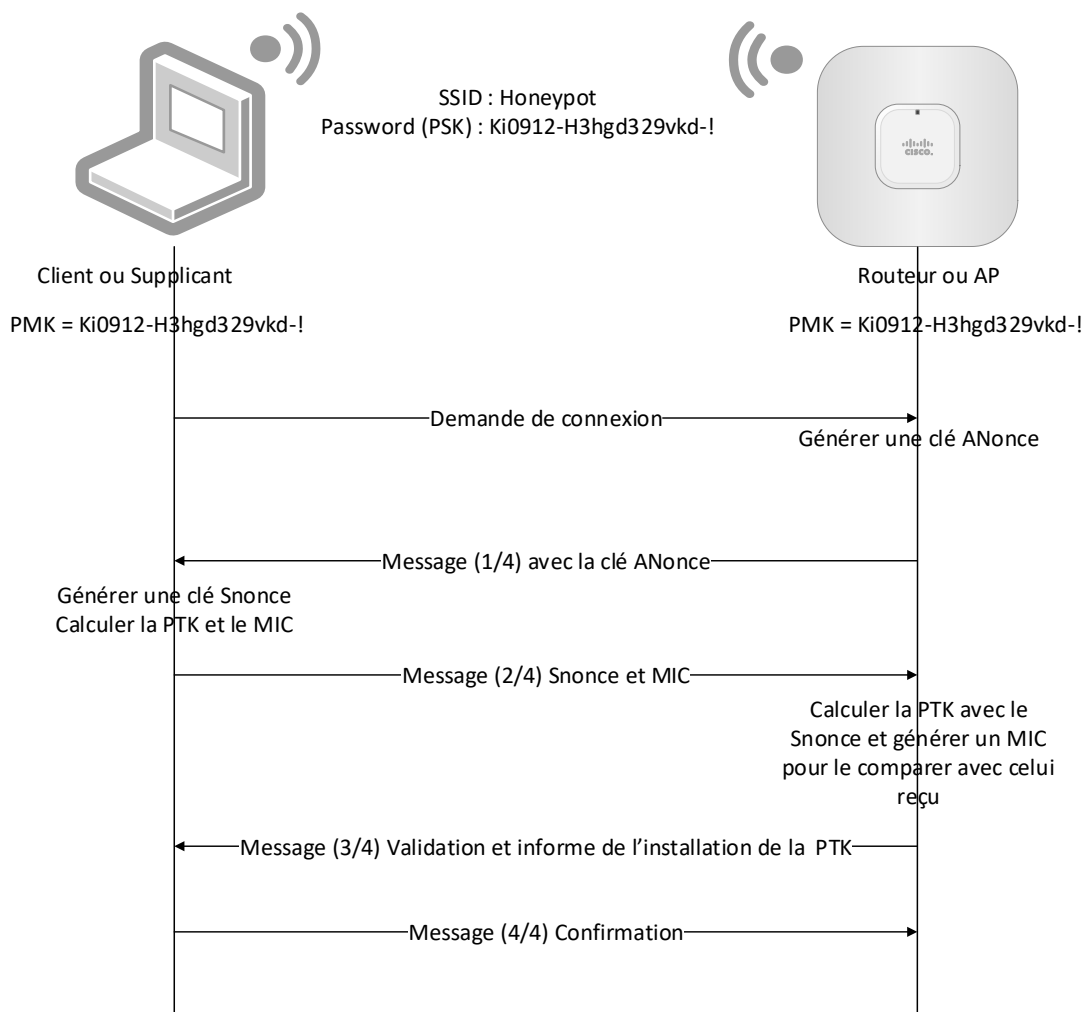 SSID : Honeypot
Password (PSK) : Ki0912-H3hgd329vkd-!
CISCO.
Client ou Supplicant
Routeur ou AP
PMK = Ki0912-H3hgd329vkd-!
PMK = Ki0912-H3hgd329vkd-!
Demande de connexion
Générer une clé ANonce
Message (1/4) avec la clé ANonce
Générer une clé Snonce
Calculer la PTK et le MIC
Message (2/4) Snonce et MIC
Calculer la PTK avec le
Snonce et générer un MIC
pour le comparer avec celui
reçu
Message (3/4) Validation et informe de l’installation de la PTK
Message (4/4) Confirmation